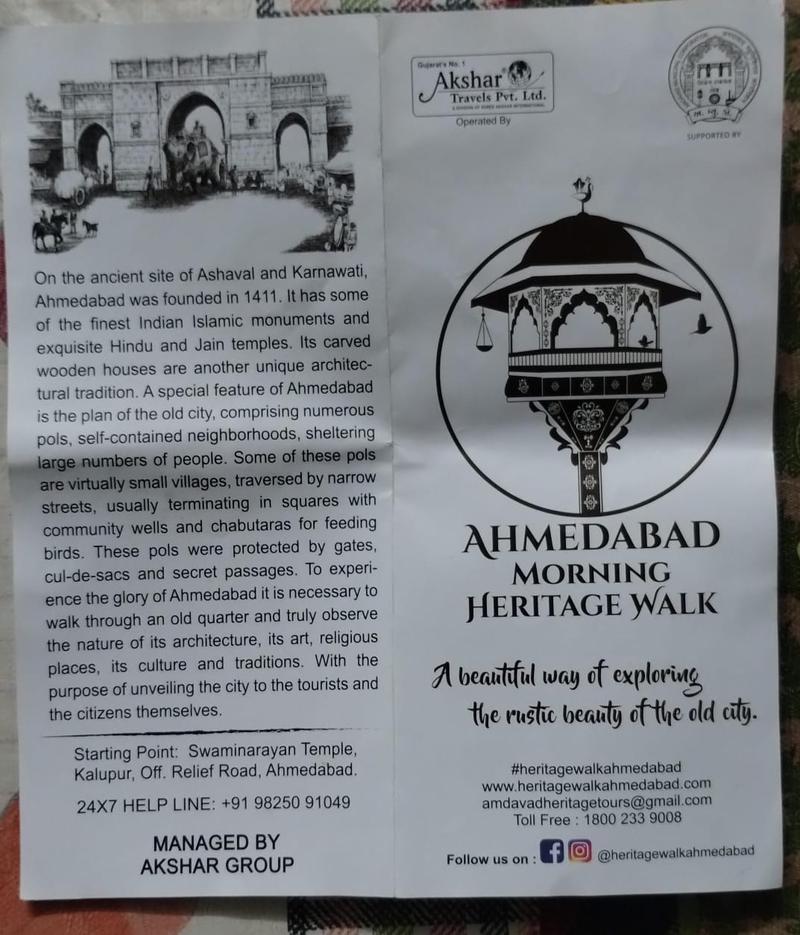 On the ancient site of Ashaval and Karnawati,
Ahmedabad was founded in 1411. It has some
of the finest Indian Islamic monuments and
exquisite Hindu and Jain temples. Its carved
wooden houses are another unique architec-
tural tradition. A special feature of Ahmedabad
is the plan of the old city, comprising numerous
pols, self-contained neighborhoods, sheltering
large numbers of people. Some of these pols
are virtually small villages, traversed by narrow
streets, usually terminating in squares with
community wells and chabutaras for feeding
birds. These pols were protected by gates,
cul-de-sacs and secret passages. To experi-
ence the glory of Ahmedabad it is necessary to
walk through an old quarter and truly observe
the nature of its architecture, its art, religious
places, its culture and traditions. With the
purpose of unveiling the city to the tourists and
the citizens themselves.
Starting Point: Swaminarayan Temple,
Kalupur, Off. Relief Road, Ahmedabad.
24X7 HELP LINE: +91 98250 91049
MANAGED BY
AKSHAR GROUP
Gujarat's No. 1
Akshar
Travels Pvt. Ltd.
A DIVISION OF SHREE AKSHAR INTERNATIONAL
Operated By
SUPPORTED BY
AHMEDABAD
MORNING
HERITAGE WALK
A beautiful way of exploring
the rustic beauty of the old city.
#heritagewalkahmedabad
www.heritagewalkahmedabad.com
amdavadheritagetours@gmail.com
Toll Free : 1800 233 9008
Follow us on : @heritagewalkahmedabad